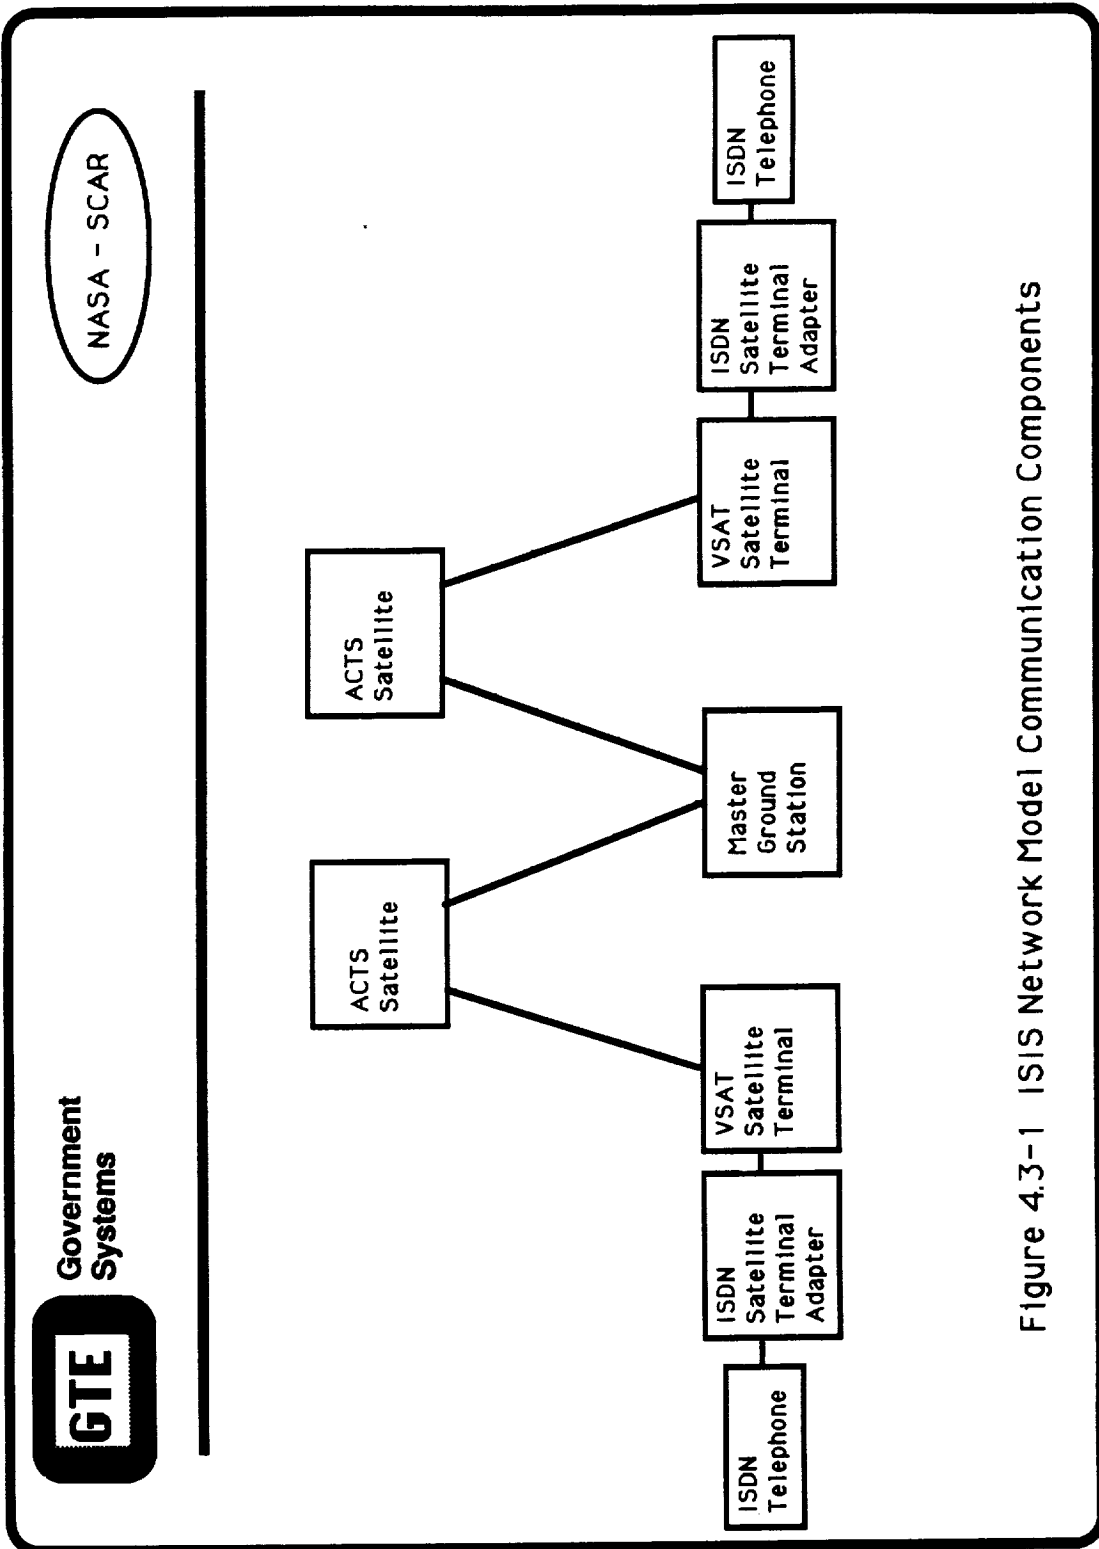 GTE
Government
Systems
NASA - SCAR
ACTS
Satellite
ACTS
Satellite
ISDN
Telephone
ISDN
Satellite
Terminal
Adapter
VSAT
Satellite
Terminal
Master
Ground
Station
VSAT
Satellite
Terminal
ISDN
Satellite
Terminal
Adapter
ISDN
Telephone
Figure 4.3-1 ISIS Network Model Communication Components